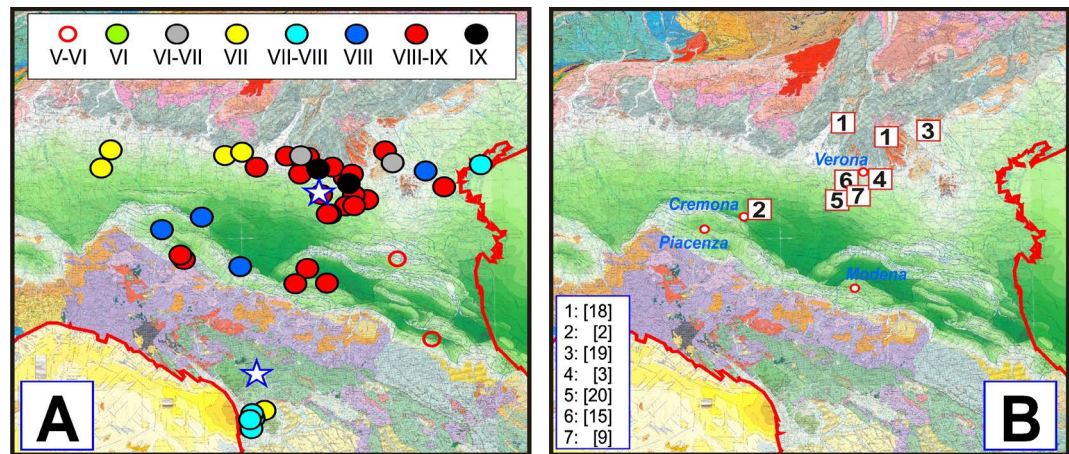 V-VI VI VI-VII VII VII-VIII VIII VIII-IX IX
A
1
1
3
Verona
6
4
5
7
Cremona
2
Piacenza
Modena
1: [18]
2: [2]
3: [19]
4: [3]
5: [20]
6: [15]
7: [9]
B